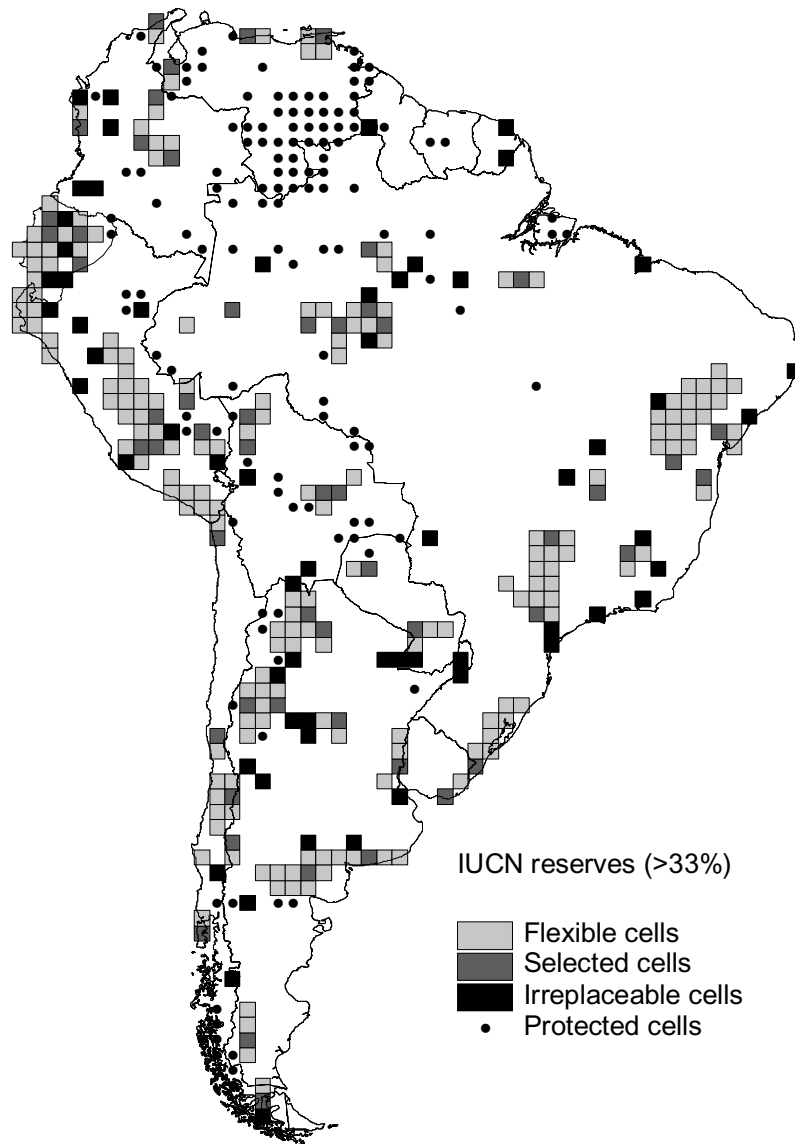 IUCN reserves (>33%)
Flexible cells
Selected cells
Irreplaceable cells
Protected cells